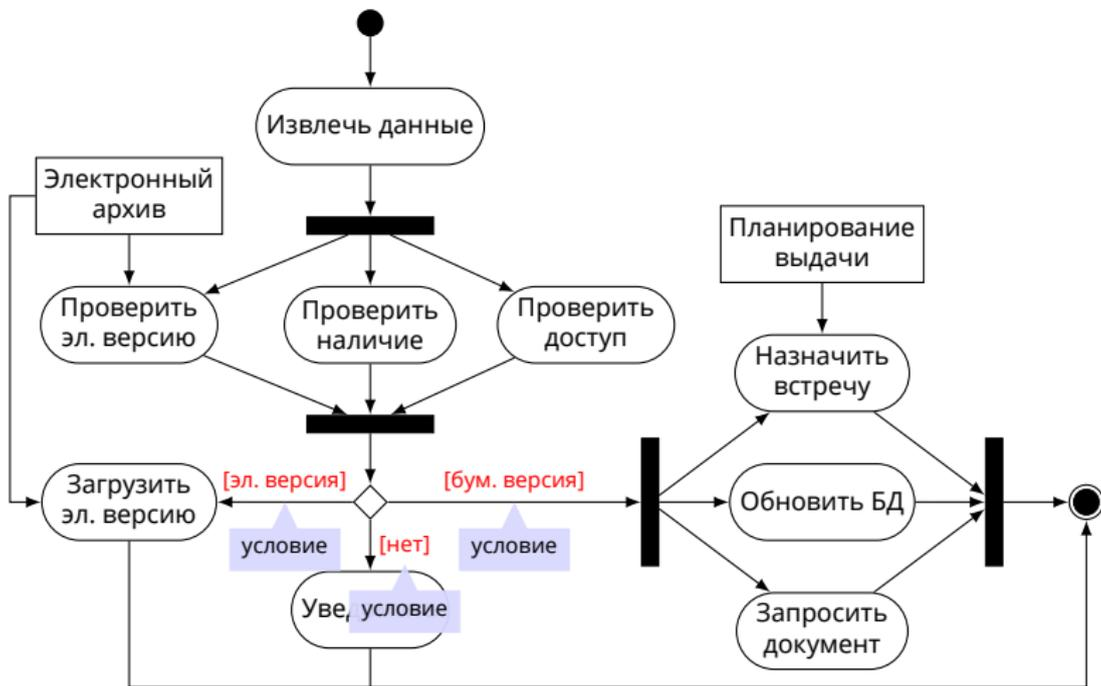 Извлечь данные
Электронный
архив
Планирование
выдачи
Проверить
эл. версию
Проверить
наличие
Проверить
доступ
Назначить
встречу
[эл. версия]
[бум. версия]
Загрузить
эл. версию
Обновить БД
условие
[нет]
условие
условие
Запросить
документ